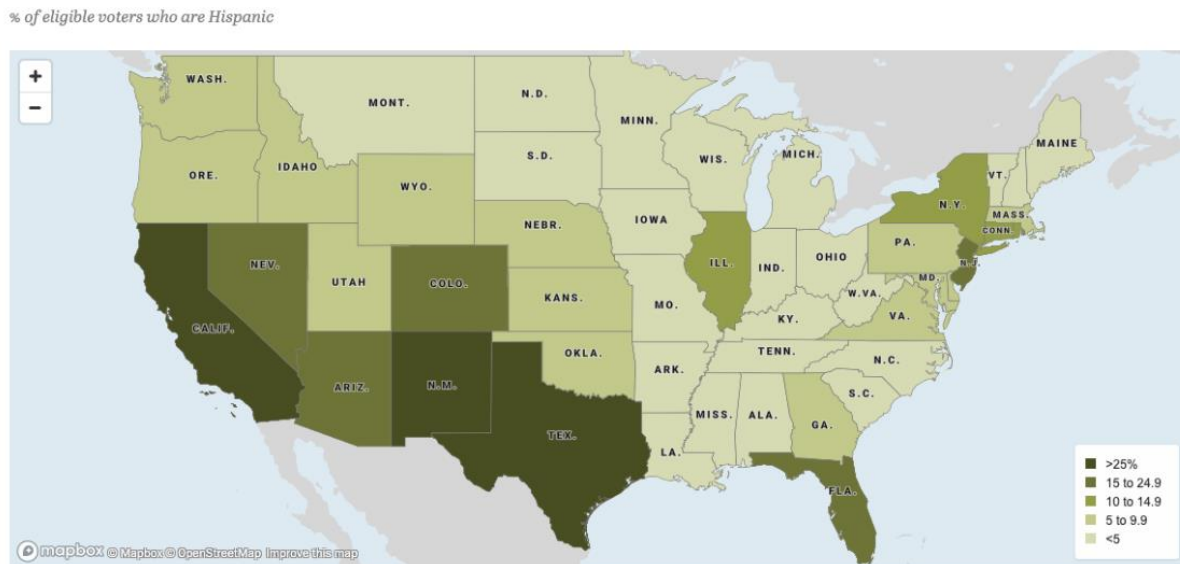 % of eligible voters who are Hispanic
+
−
WASH.
MONT.
N.D.
MINN.
MAINE
ORE.
IDAHO
S.D.
WIS.
MICH.
VT.
WYO.
N.Y.
MASS.
IOWA
CONN.
NEBR.
PA.
NEV.
UTAH
COLO.
ILL.
IND.
OHIO
N.J.
MD.
KANS.
MO.
W.VA.
VA.
CALIF.
KY.
OKLA.
TENN.
N.C.
ARIZ.
N.M.
ARK.
S.C.
MISS.
ALA.
GA.
TEX.
LA.
FLA.
>25%
15 to 24.9
10 to 14.9
5 to 9.9
<5
mapbox © Mapbox © OpenStreetMap Improve this map